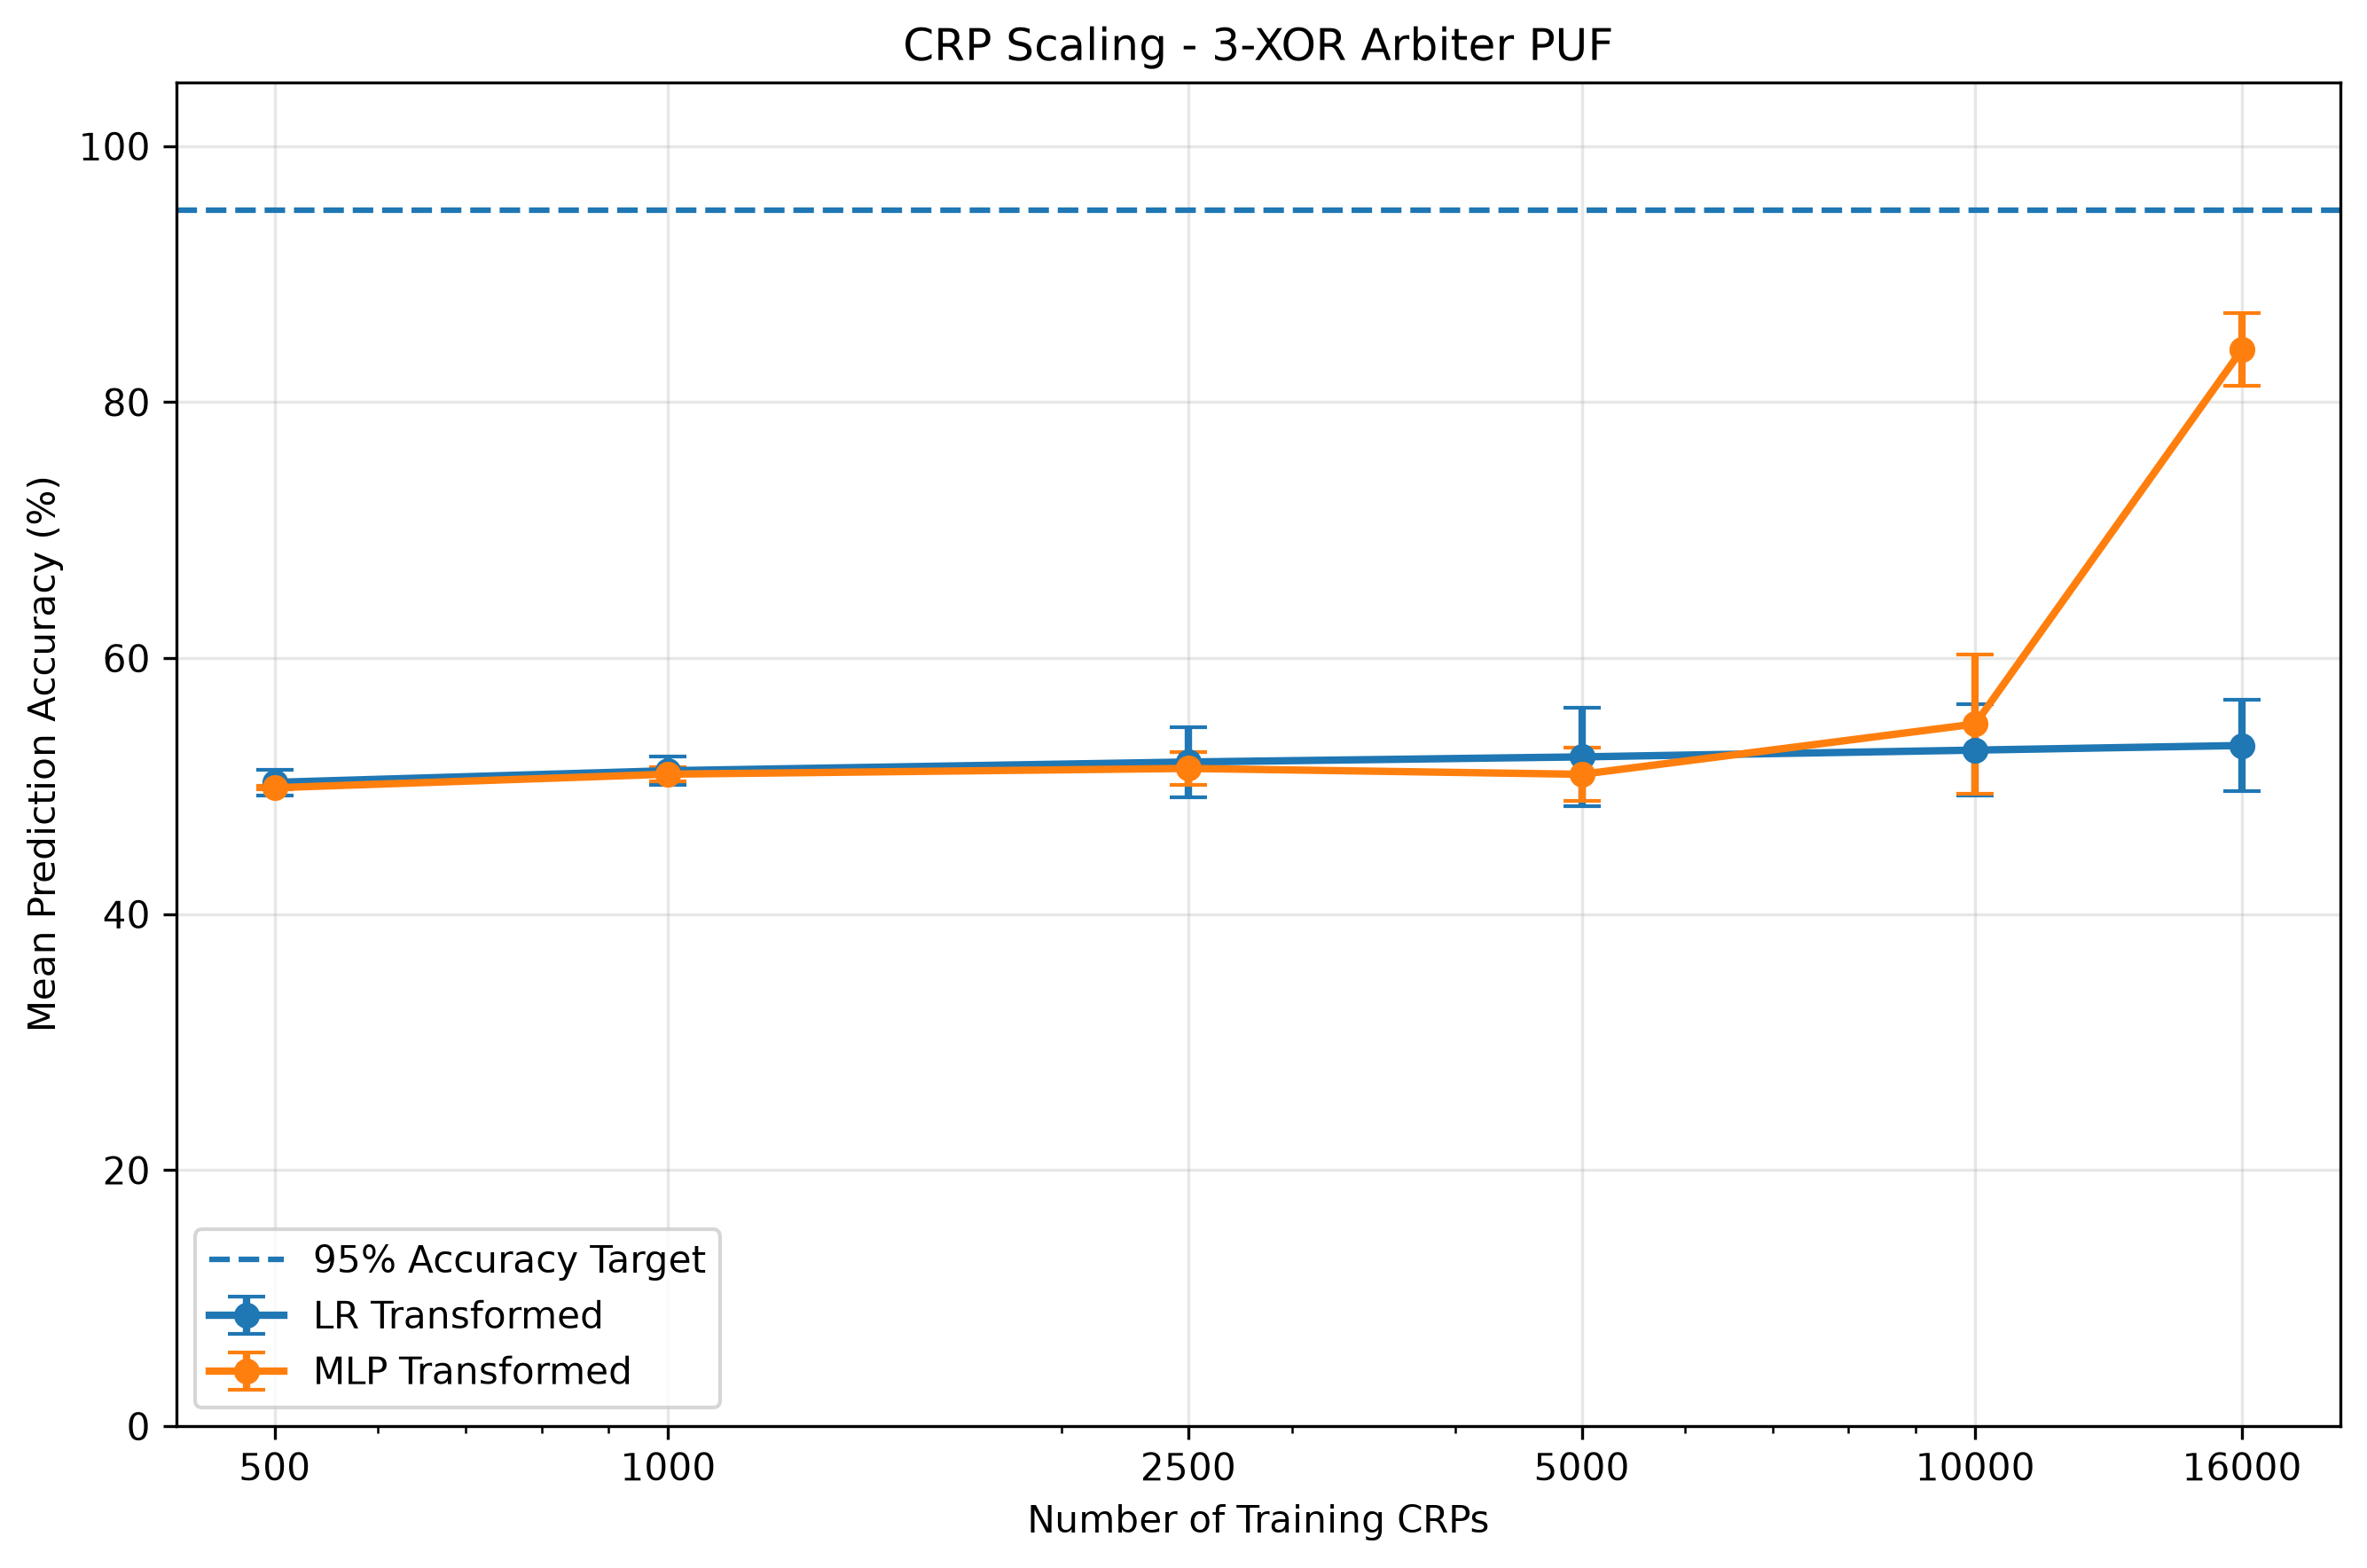 CRP Scaling - 3-XOR Arbiter PUF
Mean Prediction Accuracy (%)
100
80
60
40
20
0
95% Accuracy Target
LR Transformed
MLP Transformed
500 1000 2500 5000 10000 16000
Number of Training CRPs